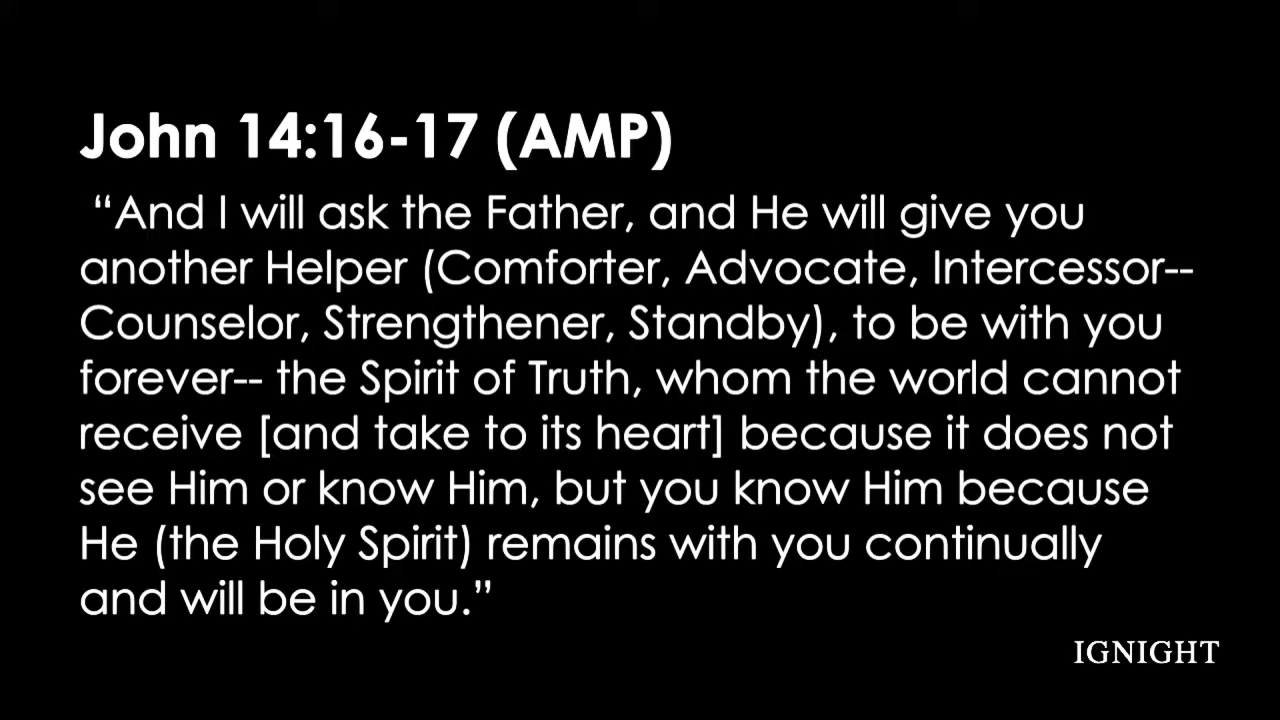 John 14:16-17 (AMP)
“And I will ask the Father, and He will give you
another Helper (Comforter, Advocate, Intercessor--
Counselor, Strengthener, Standby), to be with you
forever-- the Spirit of Truth, whom the world cannot
receive [and take to its heart] because it does not
see Him or know Him, but you know Him because
He (the Holy Spirit) remains with you continually
and will be in you.”
IGNIGHT